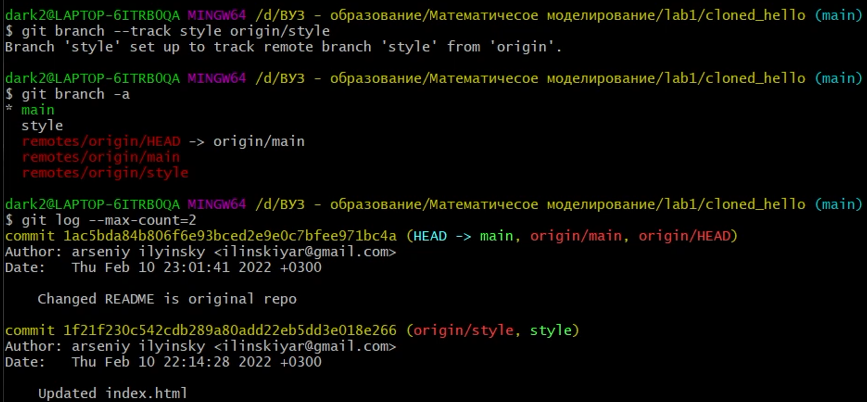 dark2@LAPTOP-6ITRB0QA MINGW64 /d/ВУЗ - образование/Математичесое моделирование/lab1/cloned_hello (main)
$ git branch --track style origin/style
Branch 'style' set up to track remote branch 'style' from 'origin'.
dark2@LAPTOP-6ITRB0QA MINGW64 /d/ВУЗ - образование/Математичесое моделирование/lab1/cloned_hello (main)
$ git branch -a
* main
style
remotes/origin/HEAD -> origin/main
remotes/origin/main
remotes/origin/style
dark2@LAPTOP-6ITRB0QA MINGW64 /d/ВУЗ - образование/Математичесое моделирование/lab1/cloned_hello (main)
$ git log --max-count=2
commit 1ac5bda84b806f6e93bced2e9e0c7bfee971bc4a (HEAD -> main, origin/main, origin/HEAD)
Author: arseniy ilyinsky <ilinskiyar@gmail.com>
Date:   Thu Feb 10 23:01:41 2022 +0300
Changed README is original repo
commit 1f21f230c542cdb289a80add22eb5dd3e018e266 (origin/style, style)
Author: arseniy ilyinsky <ilinskiyar@gmail.com>
Date:   Thu Feb 10 22:14:28 2022 +0300
Updated index.html